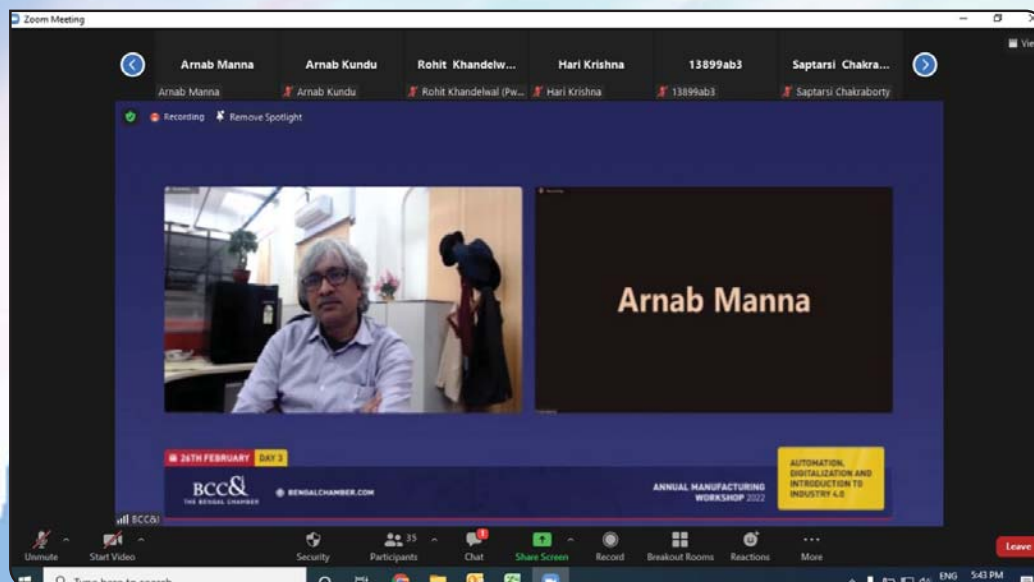 Zoom Meeting
View
Arnab Manna
Arnab Kundu
Rohit Khandelw...
Hari Krishna
13899ab3
Saptarsi Chakra...
Arnab Manna
Arnab Kundu
Rohit Khandelwal (Pw...
Hari Krishna
13899ab3
Saptarsi Chakraborty
Recording
Remove Spotlight
Arnab Manna
26TH FEBRUARY
DAY 3
BCC&I
THE BENGAL CHAMBER
BENGALCHAMBER.COM
ANNUAL MANUFACTURING
WORKSHOP 2022
AUTOMATION,
DIGITALIZATION AND
INTRODUCTION TO
INDUSTRY 4.0
BCC&I
Unmute
Start Video
Security
35
Participants
1
Chat
Share Screen
Record
Breakout Rooms
Reactions
More
Leave
Type here to search
ENG
5:43 PM